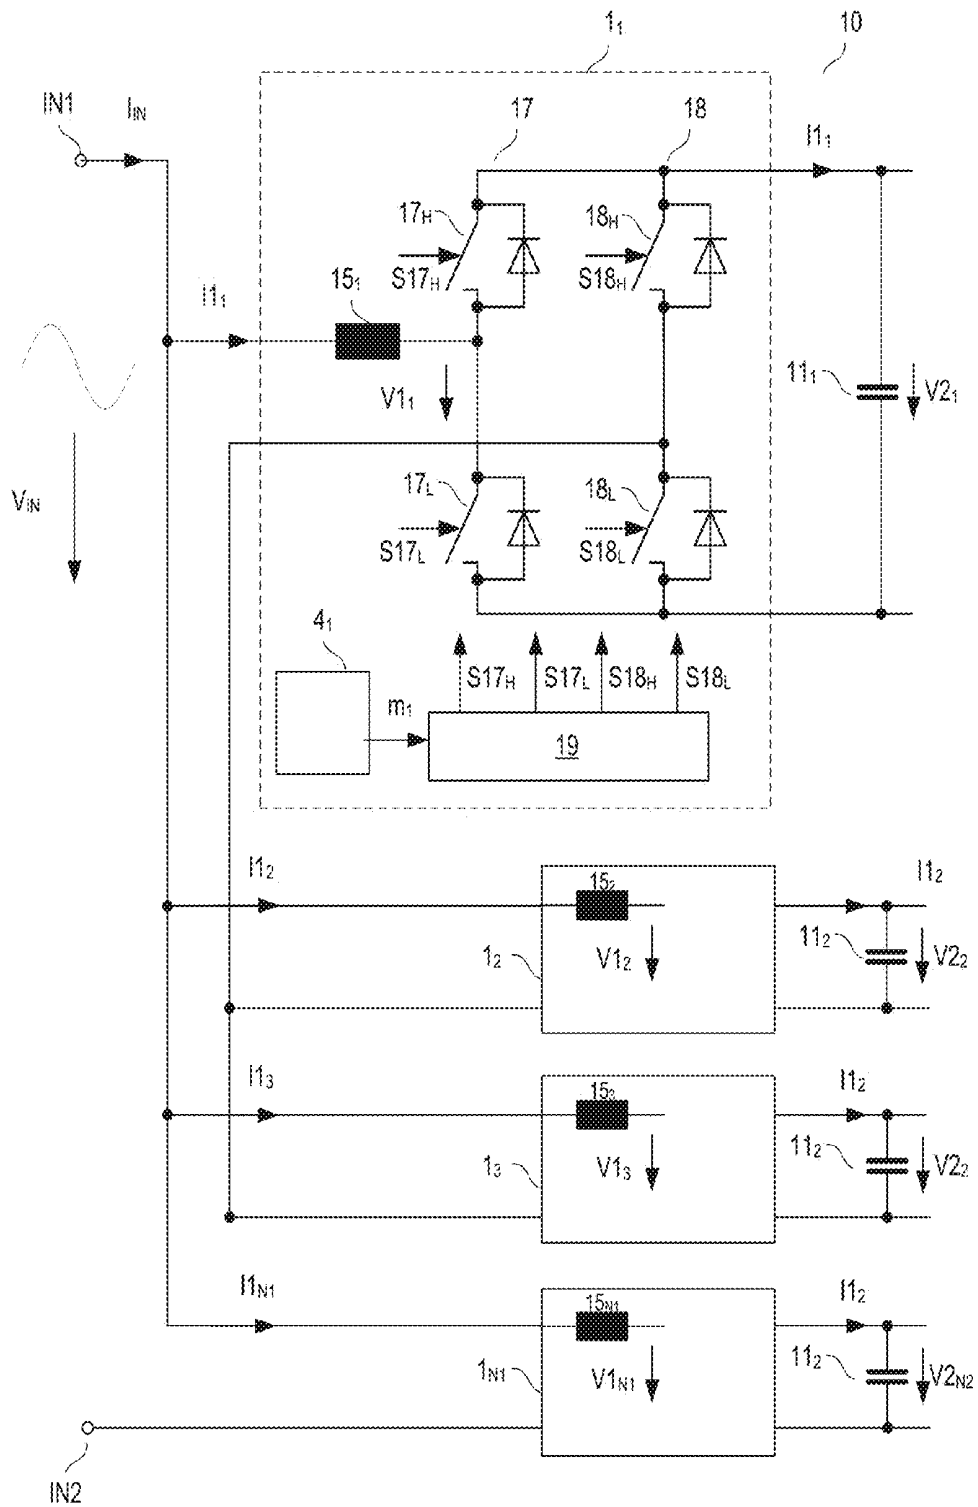 1₁
10
IN1
I_IN
17
18
I1₁
17_H
18_H
S17_H
S18_H
15₁
I1₁
V1₁
11₁
V2₁
17_L
18_L
V_IN
S17_L
S18_L
4₁
S17_H
S17_L
S18_H
S18_L
m₁
19
I1₂
15₂
I1₂
1₂
V1₂
11₂
V2₂
I1₃
15₃
I1₂
1₃
V1₃
11₂
V2₂
I1_N1
15_N1
I1₂
1_N1
V1_N1
11₂
V2_N2
IN2